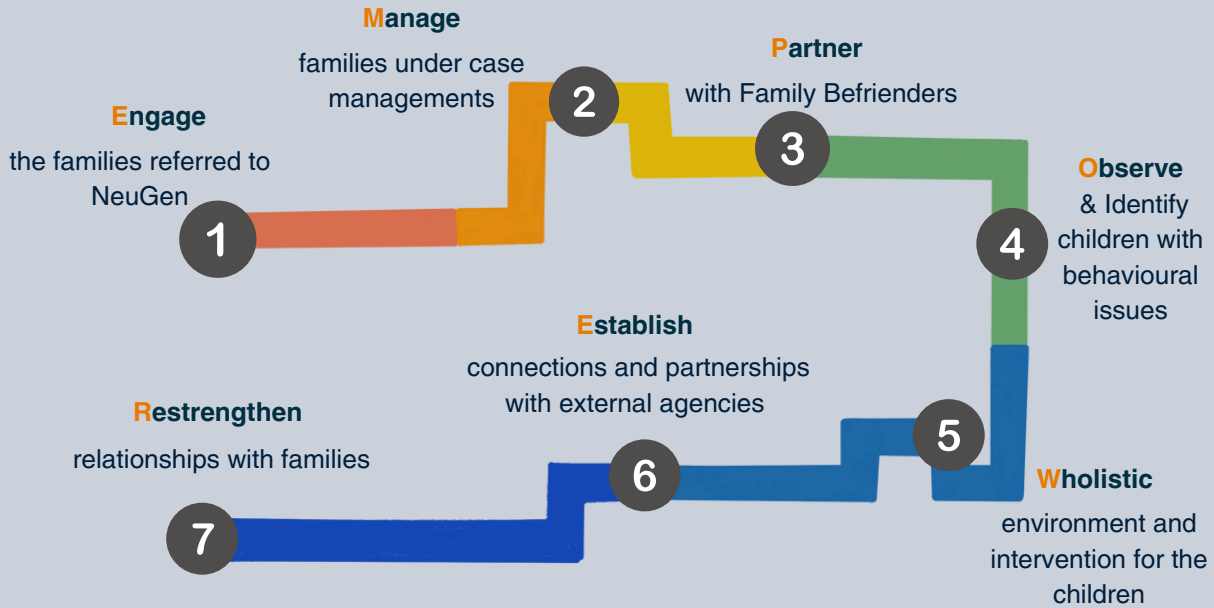 1
Engage
the families referred to
NeuGen
2
Manage
families under case
managements
3
Partner
with Family Befrienders
4
Observe
& Identify
children with
behavioural
issues
5
Wholistic
environment and
intervention for the
children
6
Establish
connections and partnerships
with external agencies
7
Restrengthen
relationships with families